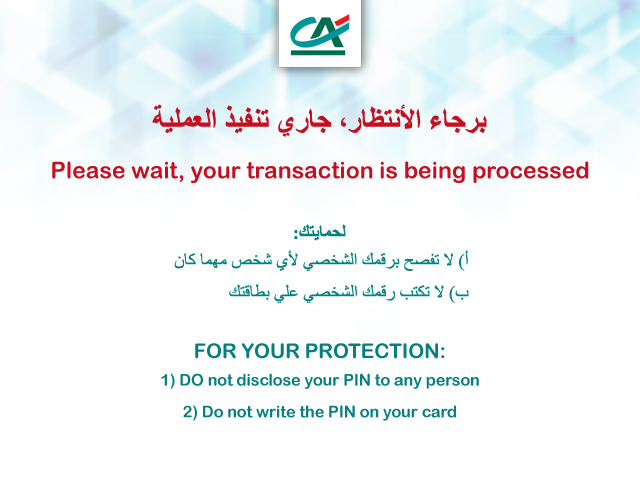 CA
برجاء الأنتظار، جاري تنفيذ العملية
Please wait, your transaction is being processed
لحمايتك:
أ) لا تفصح برقمك الشخصي لأي شخص مهما كان
ب) لا تكتب رقمك الشخصي علي بطاقتك
FOR YOUR PROTECTION:
1) DO not disclose your PIN to any person
2) Do not write the PIN on your card